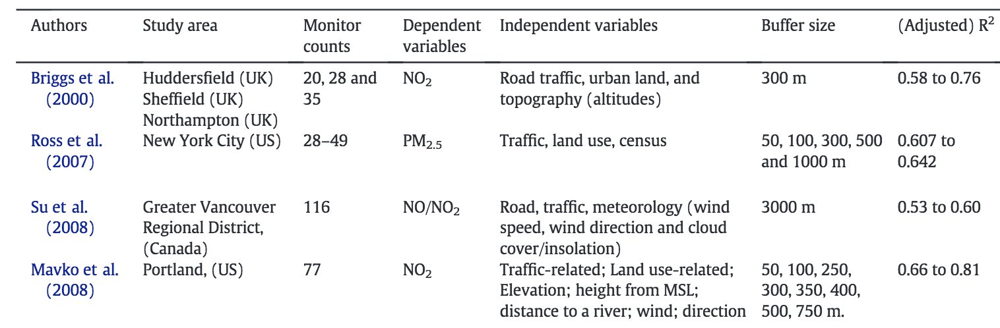 Authors Study area Monitor counts Dependent variables Independent variables Buffer size (Adjusted) R²
Briggs et al. (2000) Huddersfield (UK) Sheffield (UK) Northampton (UK) 20, 28 and 35 NO₂ Road traffic, urban land, and topography (altitudes) 300 m 0.58 to 0.76
Ross et al. (2007) New York City (US) 28–49 PM₂.₅ Traffic, land use, census 50, 100, 300, 500 and 1000 m 0.607 to 0.642
Su et al. (2008) Greater Vancouver Regional District, (Canada) 116 NO/NO₂ Road, traffic, meteorology (wind speed, wind direction and cloud cover/insolation) 3000 m 0.53 to 0.60
Mavko et al. (2008) Portland, (US) 77 NO₂ Traffic-related; Land use-related; Elevation; height from MSL; distance to a river; wind; direction 50, 100, 250, 300, 350, 400, 500, 750 m. 0.66 to 0.81